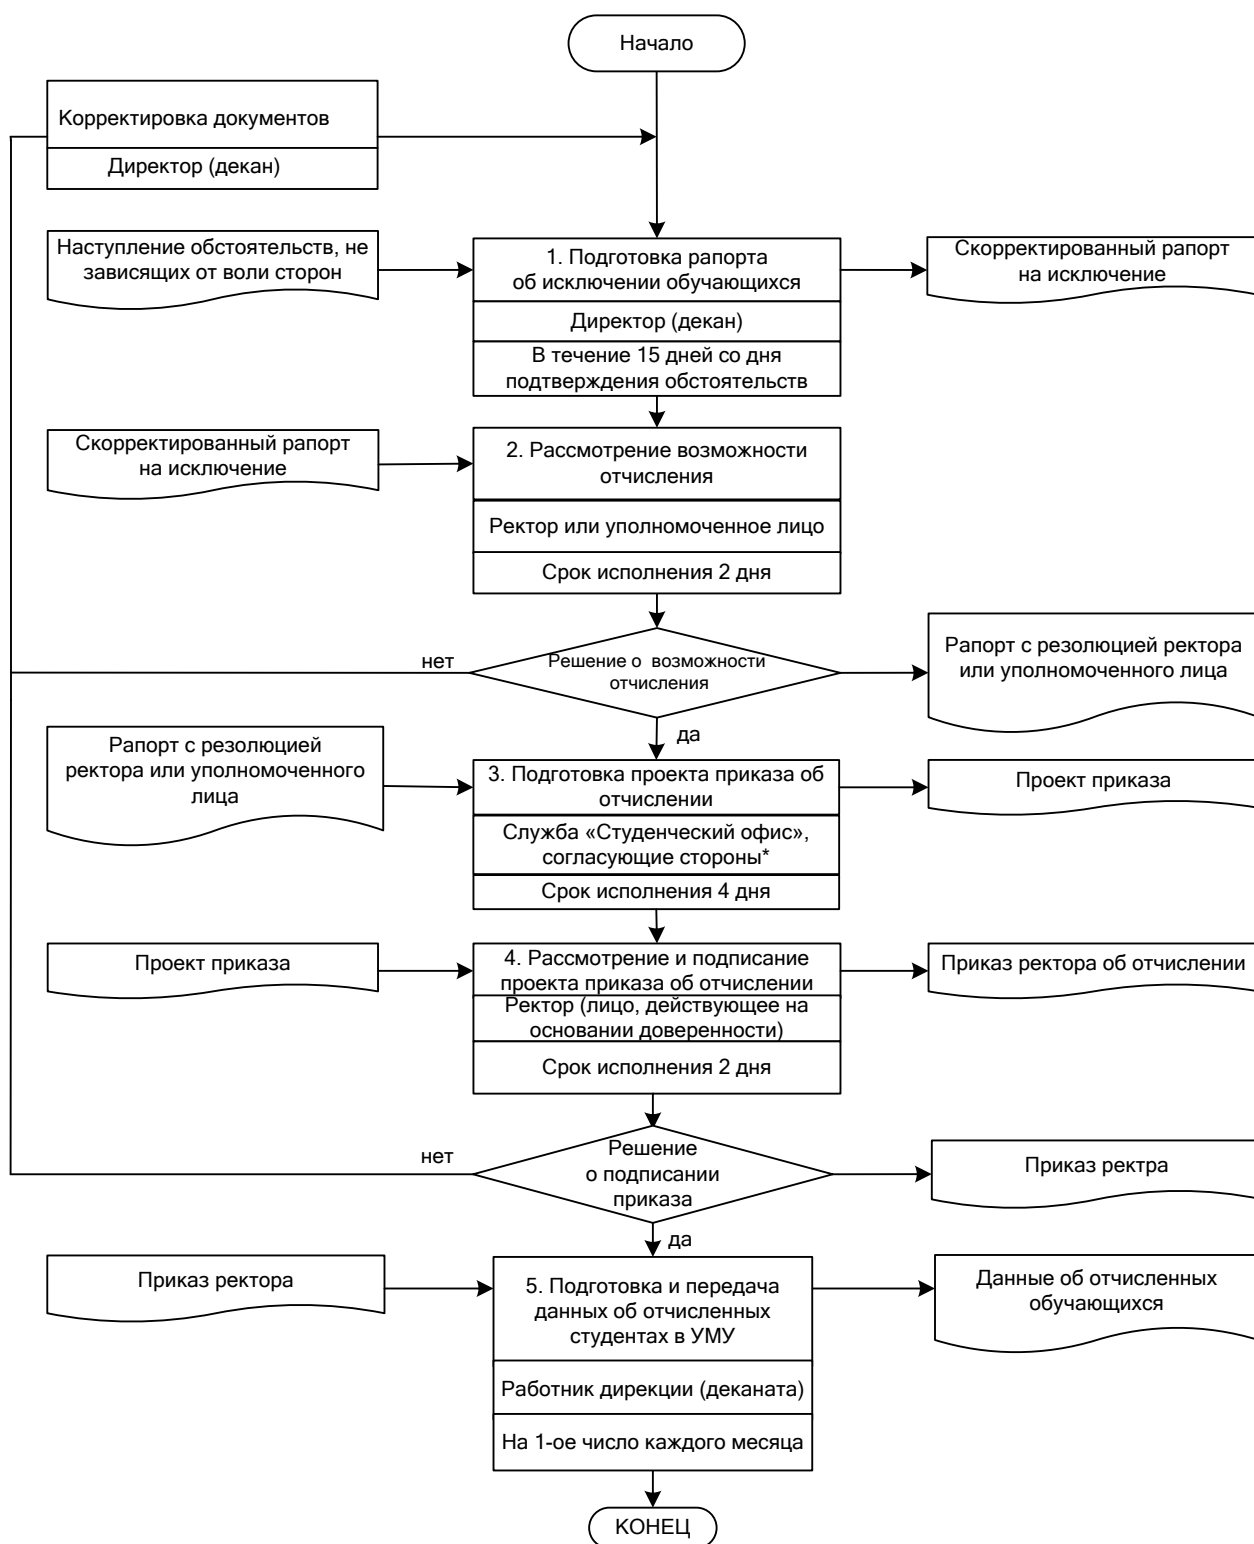 Начало
Корректировка документов
Директор (декан)
Наступление обстоятельств, не
зависящих от воли сторон
1. Подготовка рапорта
об исключении обучающихся
Директор (декан)
В течение 15 дней со дня
подтверждения обстоятельств
Скорректированный рапорт
на исключение
Скорректированный рапорт
на исключение
2. Рассмотрение возможности
отчисления
Ректор или уполномоченное лицо
Срок исполнения 2 дня
нет
Решение о возможности
отчисления
Рапорт с резолюцией ректора
или уполномоченного лица
да
Рапорт с резолюцией
ректора или уполномоченного
лица
3. Подготовка проекта приказа об
отчислении
Служба «Студенческий офис»,
согласующие стороны*
Срок исполнения 4 дня
Проект приказа
Проект приказа
4. Рассмотрение и подписание
проекта приказа об отчислении
Ректор (лицо, действующее на
основании доверенности)
Срок исполнения 2 дня
Приказ ректора об отчислении
нет
Решение
о подписании
приказа
Приказ ректра
да
Приказ ректора
5. Подготовка и передача
данных об отчисленных
студентах в УМУ
Работник дирекции (деканата)
На 1-ое число каждого месяца
Данные об отчисленных
обучающихся
КОНЕЦ